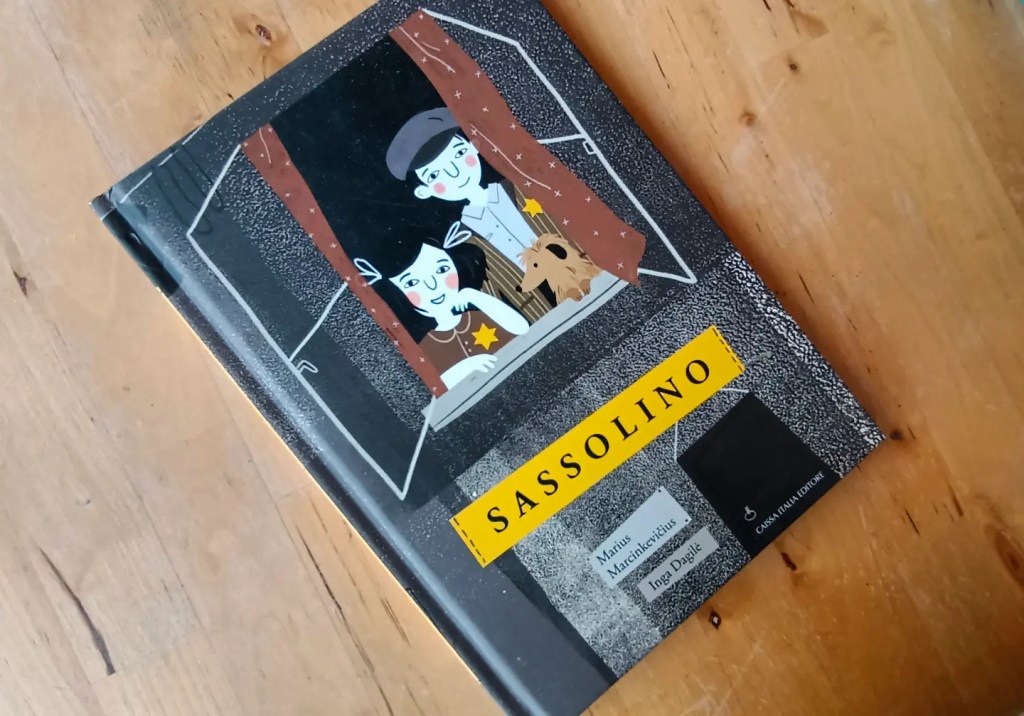 SASSOLINO
Marius
Marcinkevičius
Inga Dagilė
CAISSA ITALIA EDITORE